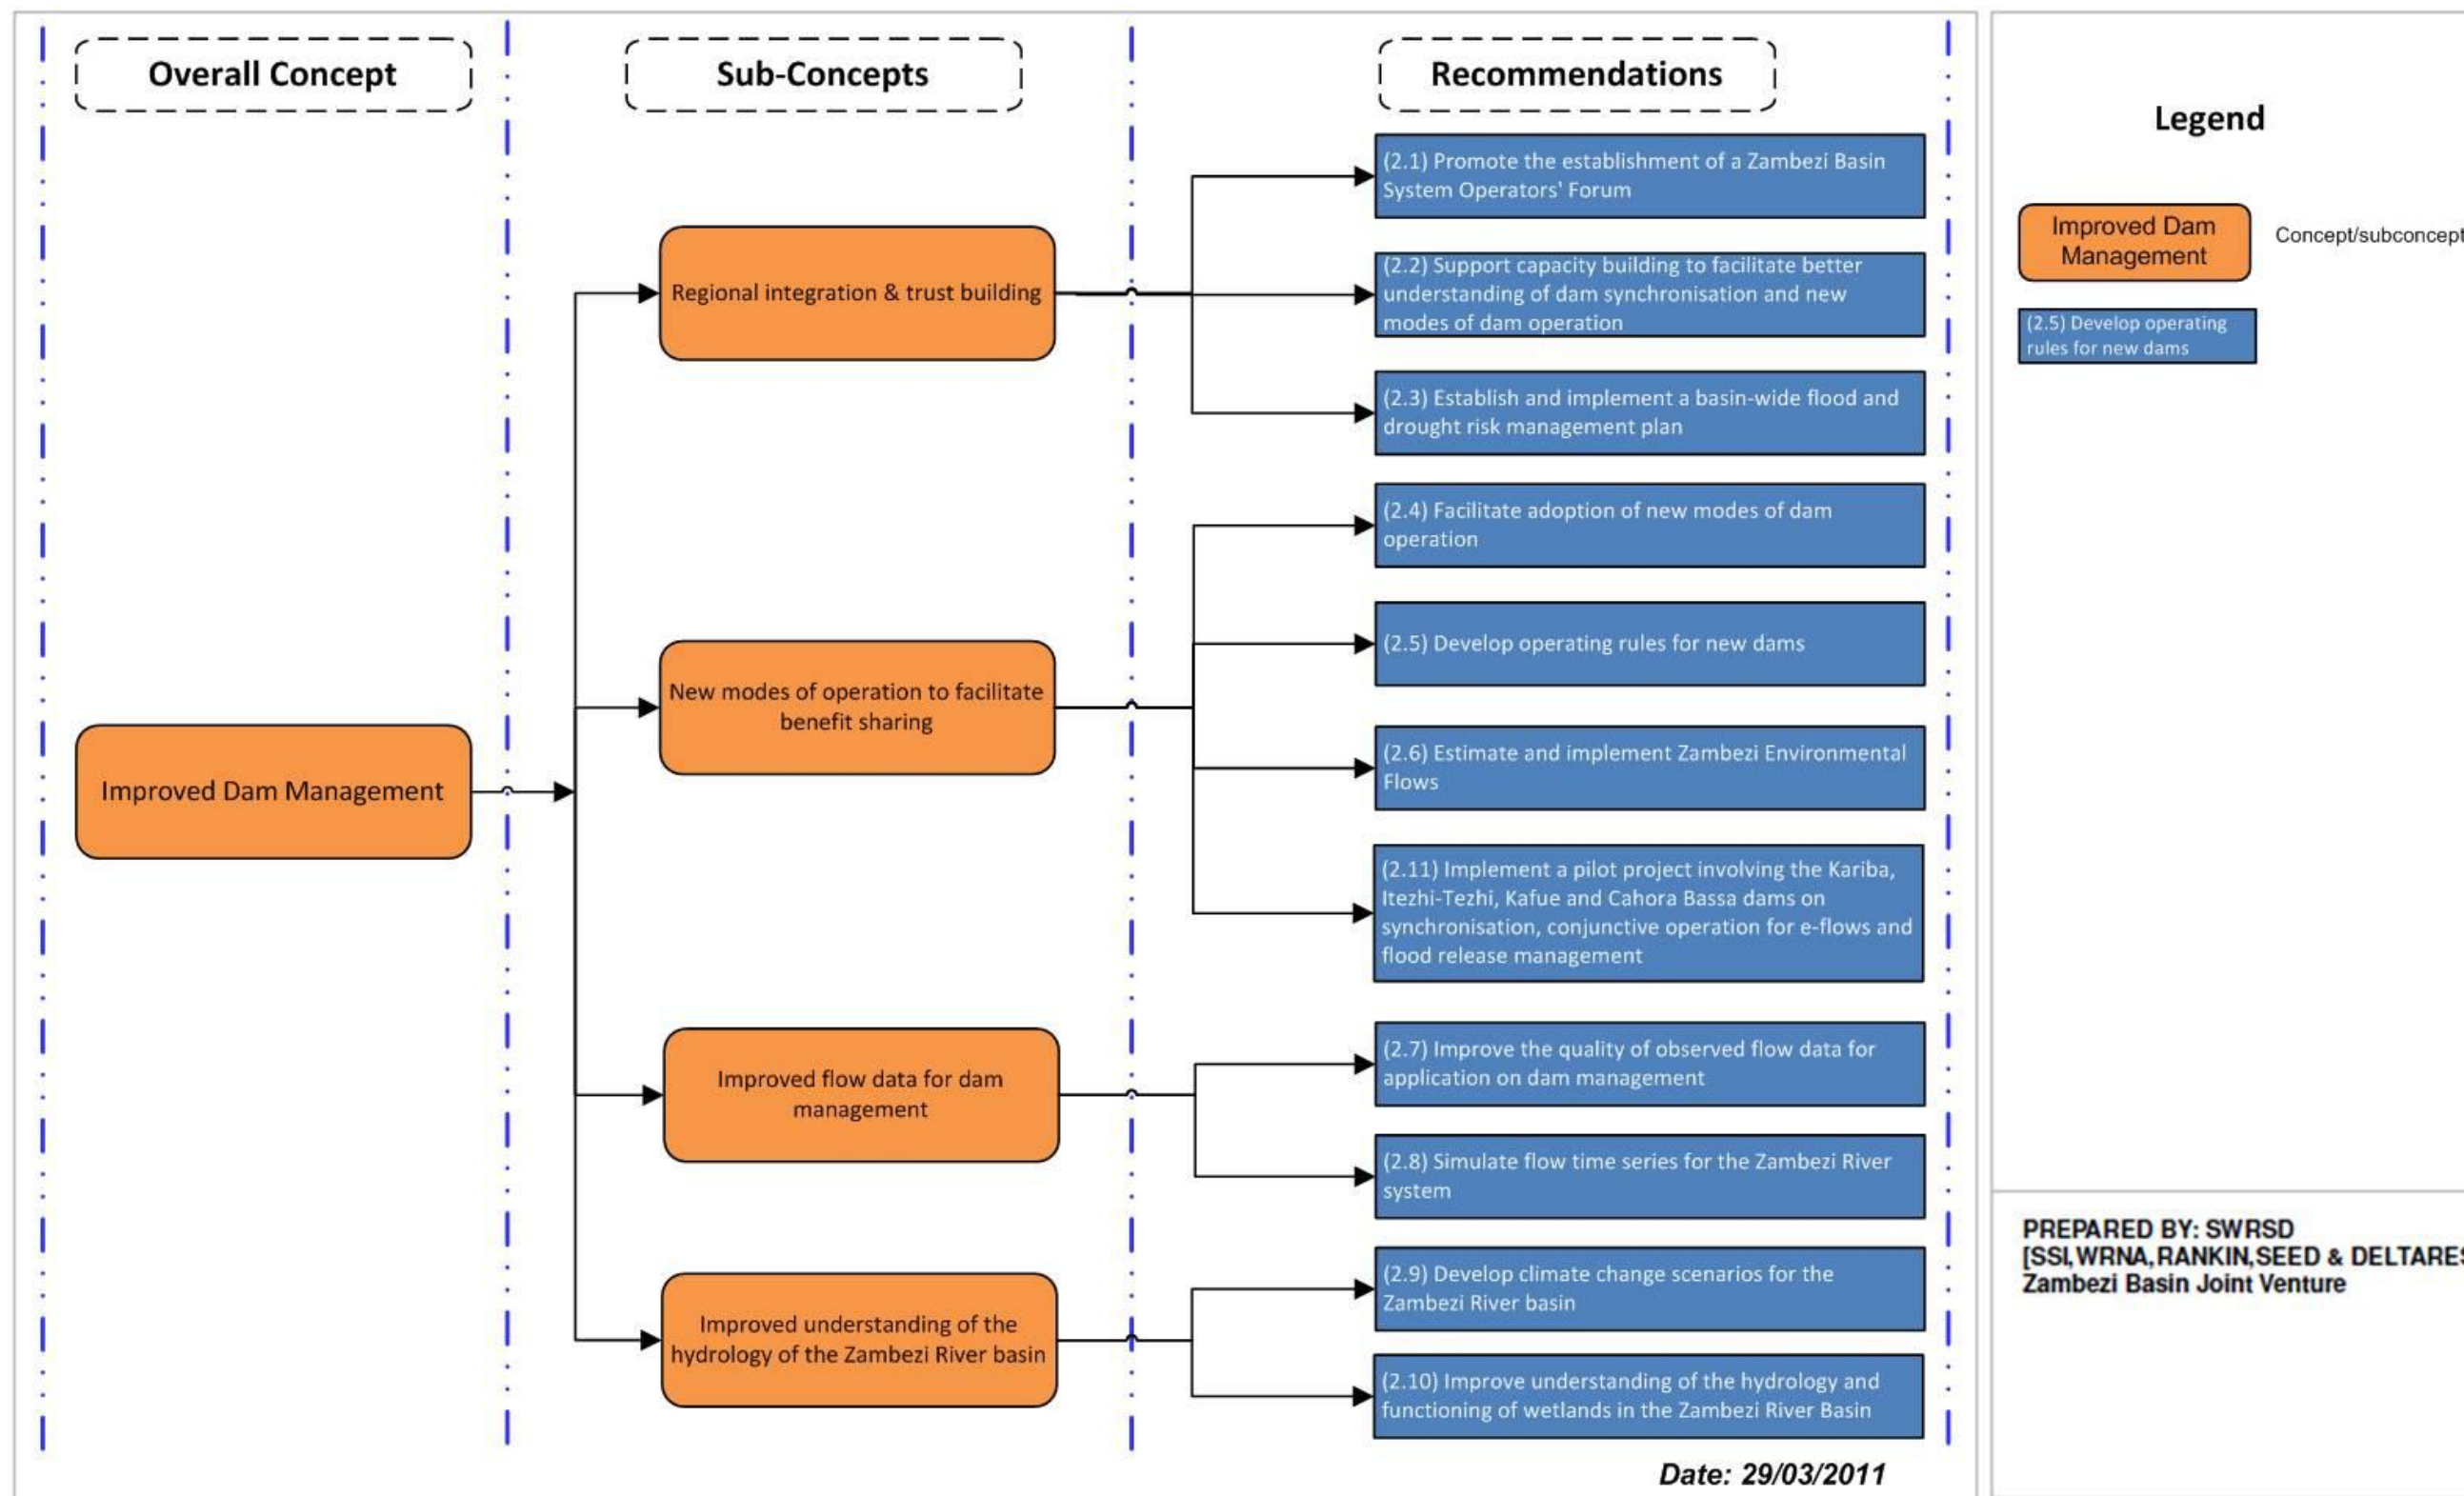 Overall Concept
Sub-Concepts
Recommendations
Improved Dam Management
Regional integration & trust building
New modes of operation to facilitate
benefit sharing
Improved flow data for dam
management
Improved understanding of the
hydrology of the Zambezi River basin
(2.1) Promote the establishment of a Zambezi Basin
System Operators' Forum
(2.2) Support capacity building to facilitate better
understanding of dam synchronisation and new
modes of dam operation
(2.3) Establish and implement a basin-wide flood and
drought risk management plan
(2.4) Facilitate adoption of new modes of dam
operation
(2.5) Develop operating rules for new dams
(2.6) Estimate and implement Zambezi Environmental
Flows
(2.11) Implement a pilot project involving the Kariba,
Itezhi-Tezhi, Kafue and Cahora Bassa dams on
synchronisation, conjunctive operation for e-flows and
flood release management
(2.7) Improve the quality of observed flow data for
application on dam management
(2.8) Simulate flow time series for the Zambezi River
system
(2.9) Develop climate change scenarios for the
Zambezi River basin
(2.10) Improve understanding of the hydrology and
functioning of wetlands in the Zambezi River Basin
Date: 29/03/2011
Legend
Improved Dam
Management
Concept/subconcept
(2.5) Develop operating
rules for new dams
PREPARED BY: SWRSD
[SSI,WRNA,RANKIN,SEED & DELTARES
Zambezi Basin Joint Venture